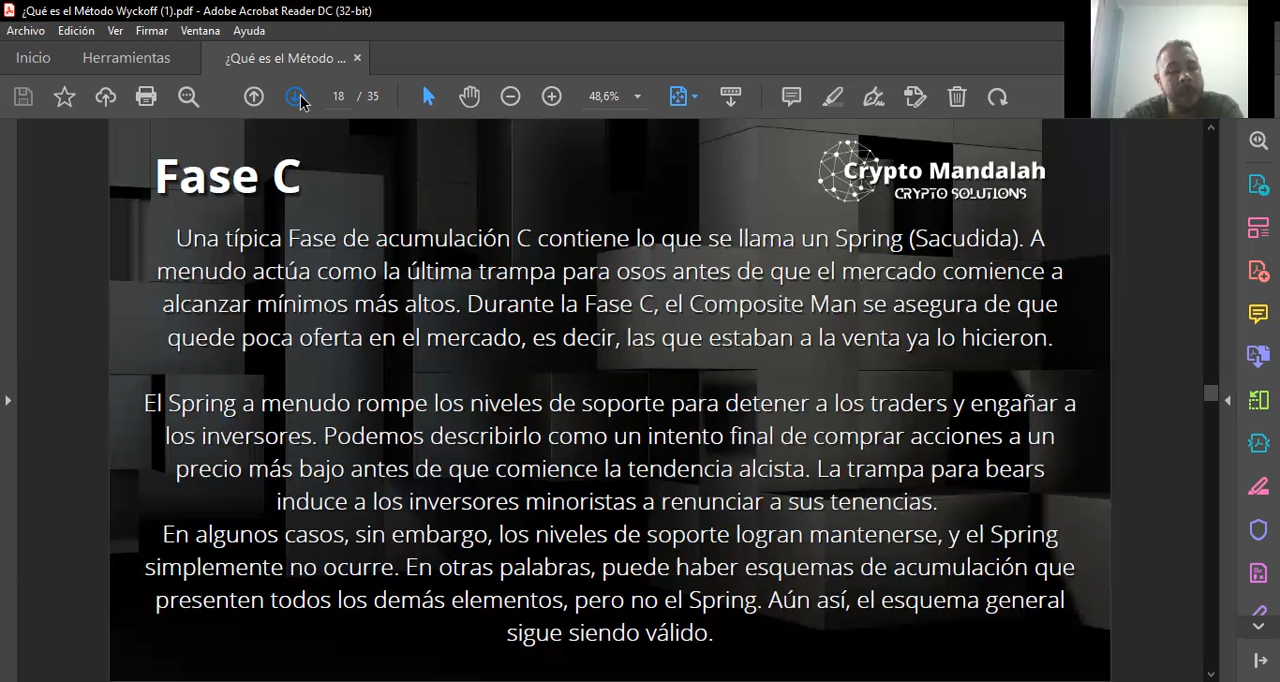 ¿Qué es el Método Wyckoff (1).pdf - Adobe Acrobat Reader DC (32-bit)
Archivo Edición Ver Firmar Ventana Ayuda
Inicio Herramientas ¿Qué es el Método ... ×
18 / 35 48,6%
Fase C
Crypto Mandalah
CRYPTO SOLUTIONS
Una típica Fase de acumulación C contiene lo que se llama un Spring (Sacudida). A
menudo actúa como la última trampa para osos antes de que el mercado comience a
alcanzar mínimos más altos. Durante la Fase C, el Composite Man se asegura de que
quede poca oferta en el mercado, es decir, las que estaban a la venta ya lo hicieron.
El Spring a menudo rompe los niveles de soporte para detener a los traders y engañar a
los inversores. Podemos describirlo como un intento final de comprar acciones a un
precio más bajo antes de que comience la tendencia alcista. La trampa para bears
induce a los inversores minoristas a renunciar a sus tenencias.
En algunos casos, sin embargo, los niveles de soporte logran mantenerse, y el Spring
simplemente no ocurre. En otras palabras, puede haber esquemas de acumulación que
presenten todos los demás elementos, pero no el Spring. Aún así, el esquema general
sigue siendo válido.